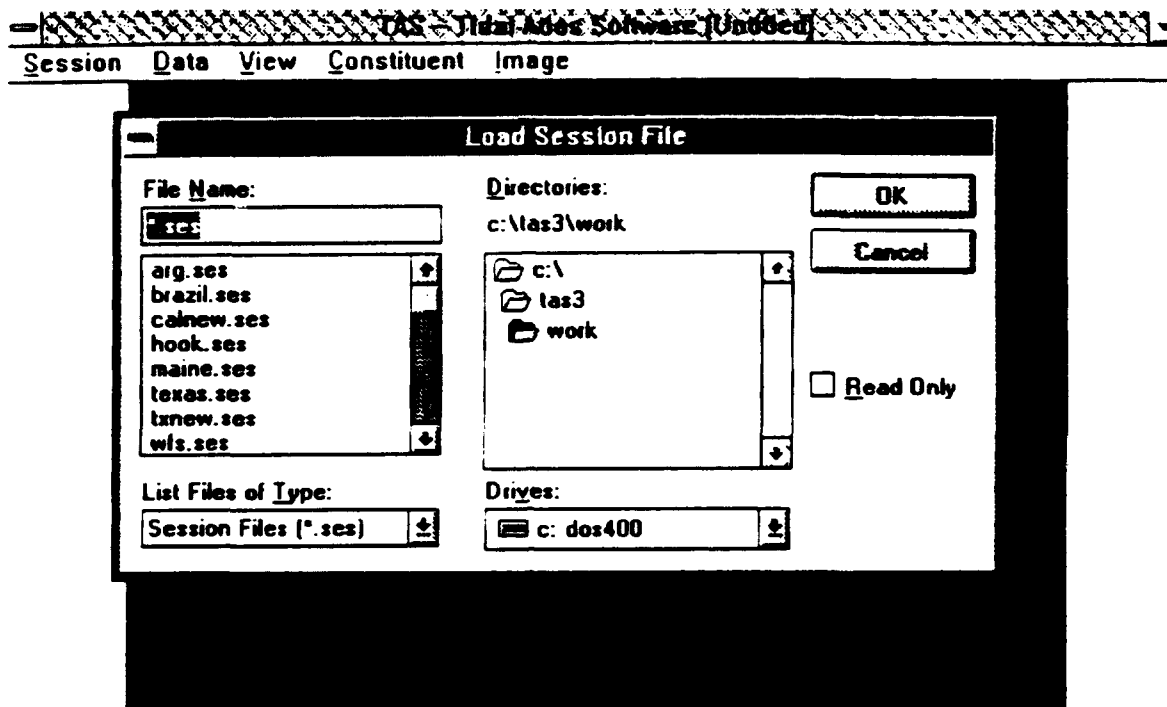 TAS - Tidal Ados Software [Untitled]
Session Data View Constituent Image
Load Session File
File Name:
*.ses
arg.ses
brazil.ses
calnew.ses
hook.ses
maine.ses
texas.ses
txnew.ses
wfs.ses
List Files of Type:
Session Files (*.ses)
Directories:
c:\tas3\work
c:\
tas3
work
Drives:
c: dos400
OK
Cancel
Read Only